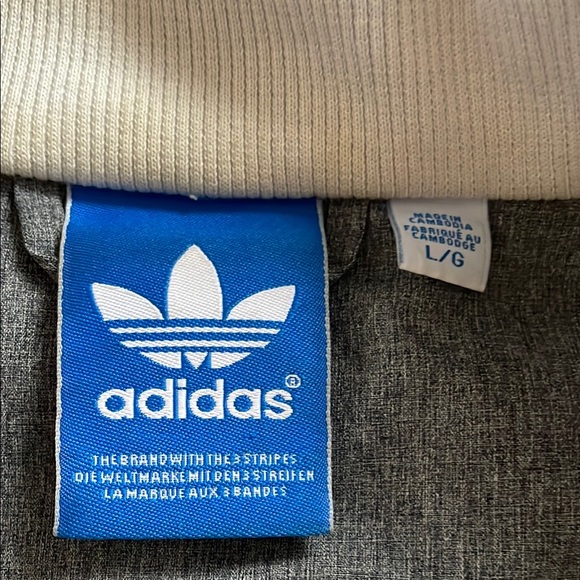 adidas®
THE BRAND WITH THE 3 STRIPES
DIE WELTMARKE MIT DEN 3 STREIFEN
LA MARQUE AUX 3 BANDES
MADE IN
CAMBODIA
FABRIQUÉ AU
CAMBODGE
L/G